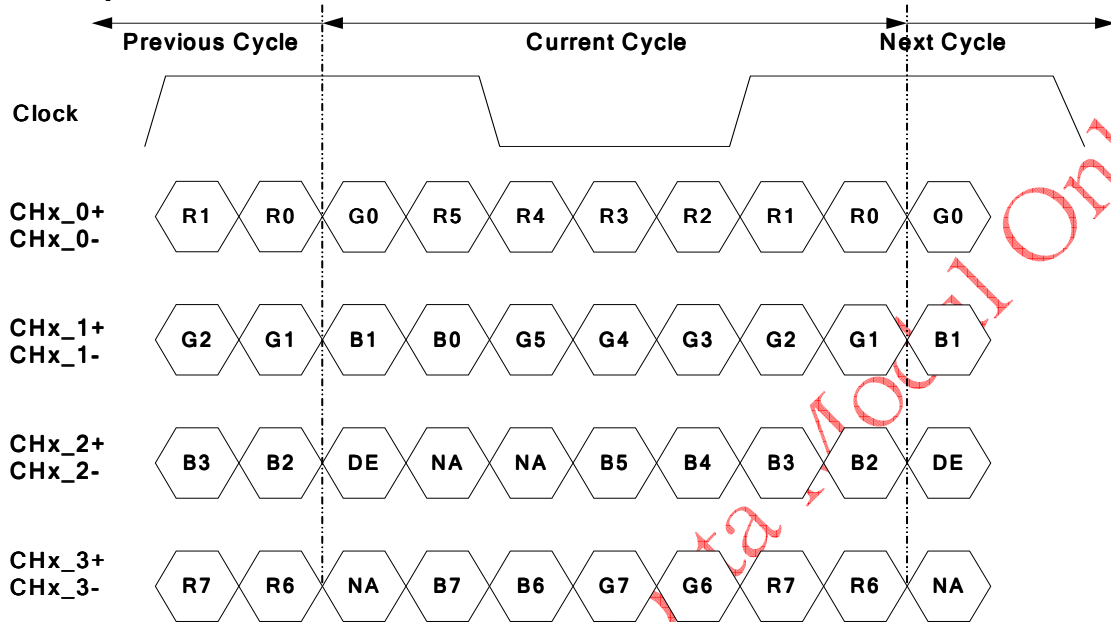 Previous Cycle Current Cycle Next Cycle
Clock
CHx_0+
CHx_0-
R1 R0 G0 R5 R4 R3 R2 R1 R0 G0
CHx_1+
CHx_1-
G2 G1 B1 B0 G5 G4 G3 G2 G1 B1
CHx_2+
CHx_2-
B3 B2 DE NA NA B5 B4 B3 B2 DE
CHx_3+
CHx_3-
R7 R6 NA B7 B6 G7 G6 R7 R6 NA